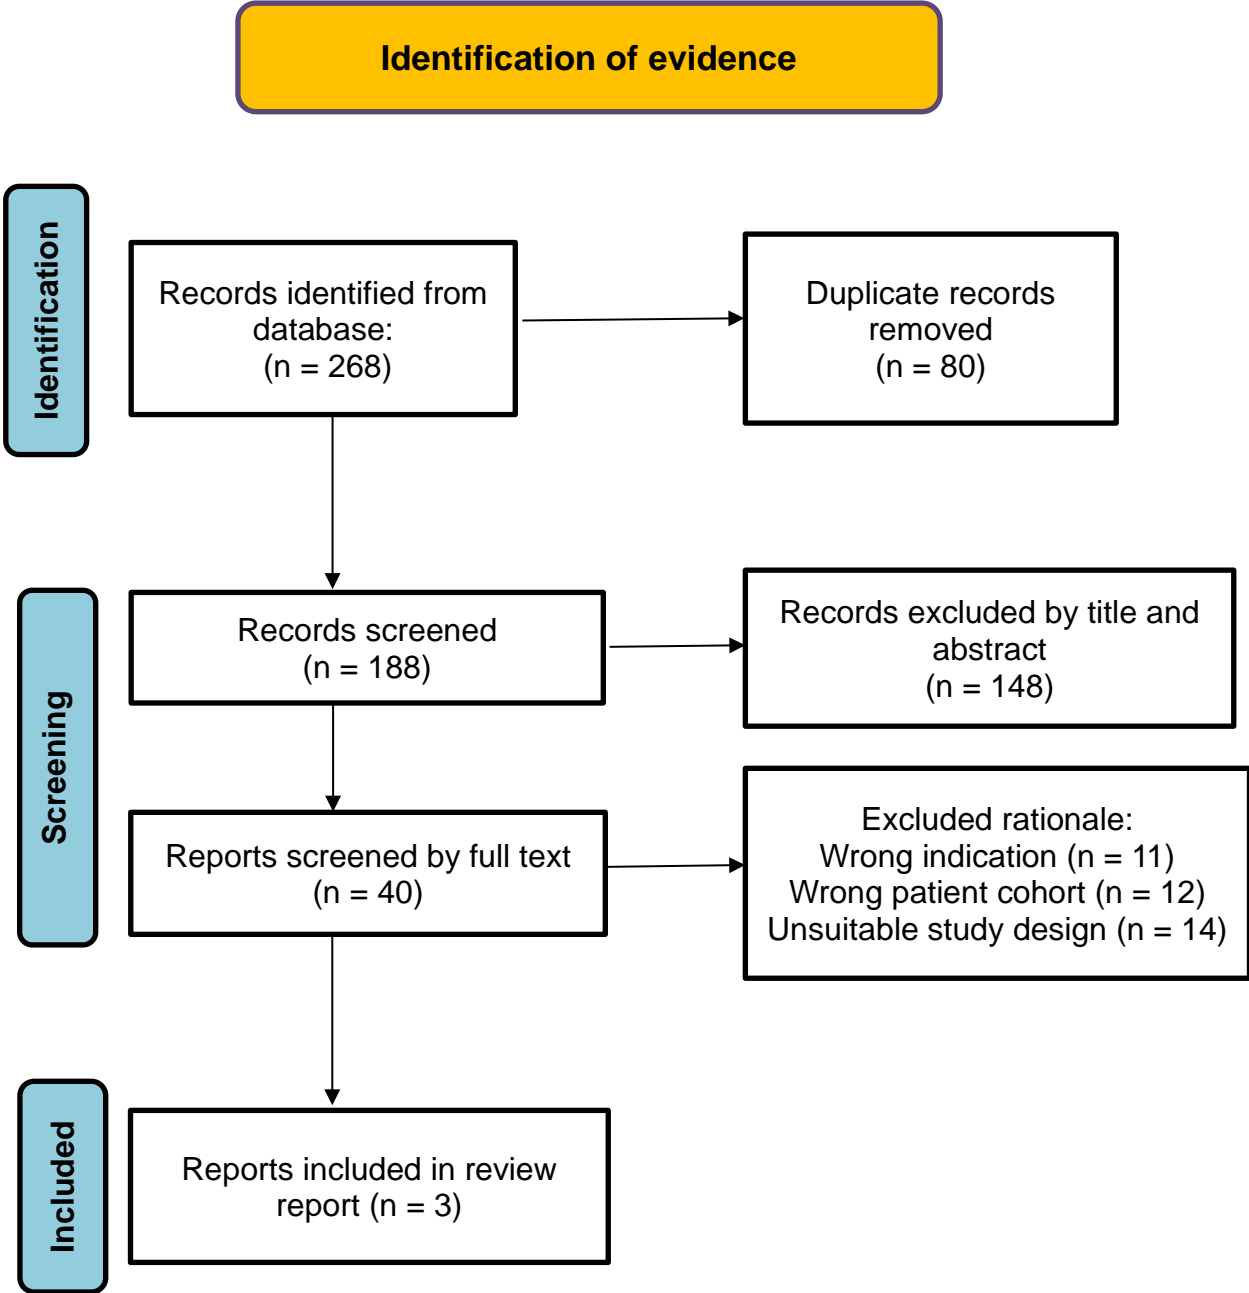 Identification of evidence
Identification
Records identified from
database:
(n = 268)
Duplicate records
removed
(n = 80)
Screening
Records screened
(n = 188)
Records excluded by title and
abstract
(n = 148)
Reports screened by full text
(n = 40)
Excluded rationale:
Wrong indication (n = 11)
Wrong patient cohort (n = 12)
Unsuitable study design (n = 14)
Included
Reports included in review
report (n = 3)